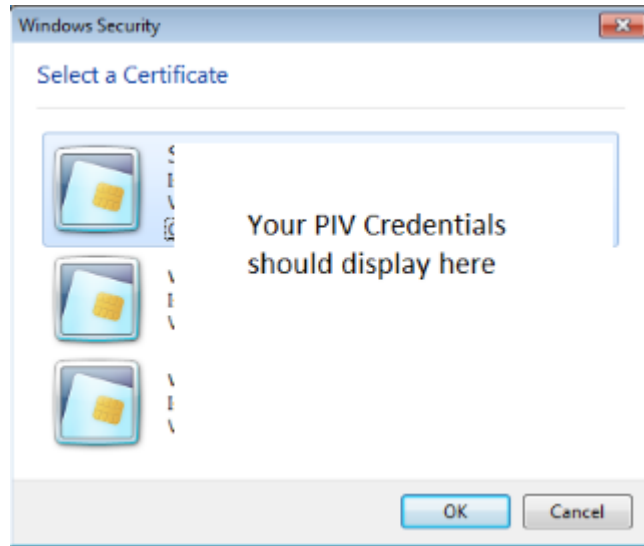 Windows Security
Select a Certificate
Your PIV Credentials
should display here
OK
Cancel